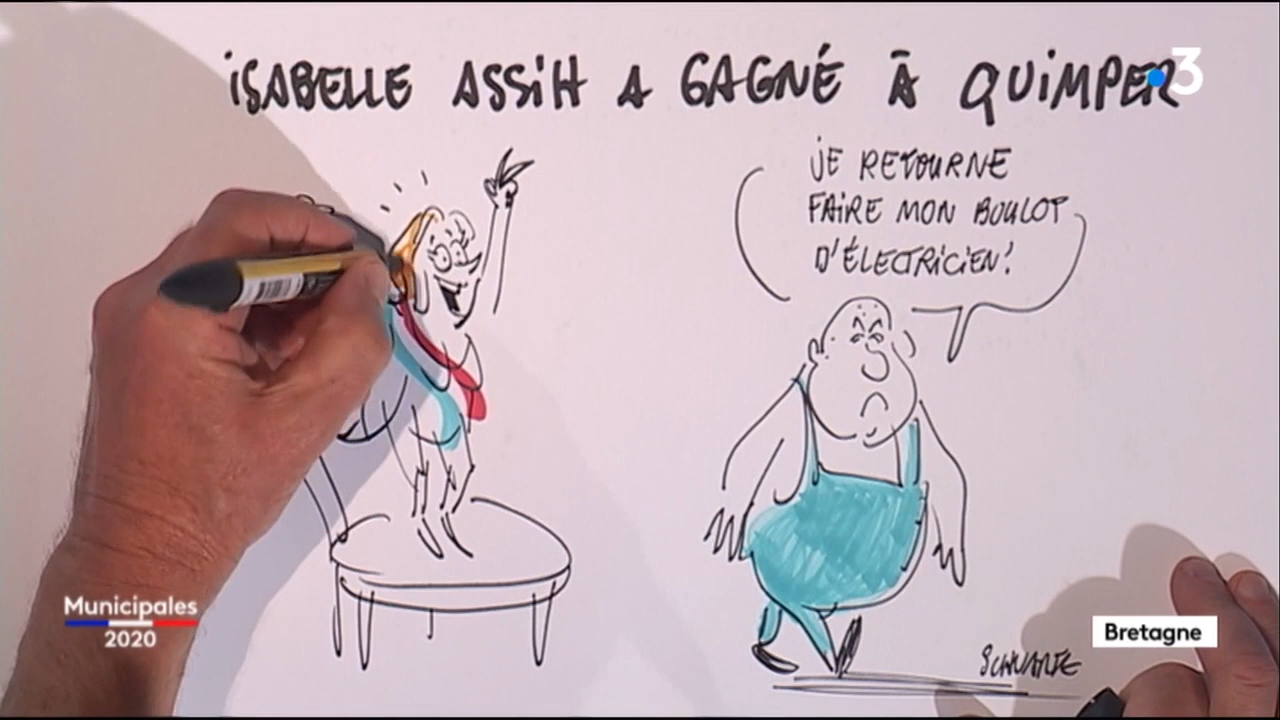 iSABELLE ASSiH A GAGNÉ À QUiMPER
3
JE RETOURNE
FAiRE MON BOULOT
D'ÉLECTRiCiEN!
Municipales
2020
Bretagne
SCHVARTZ